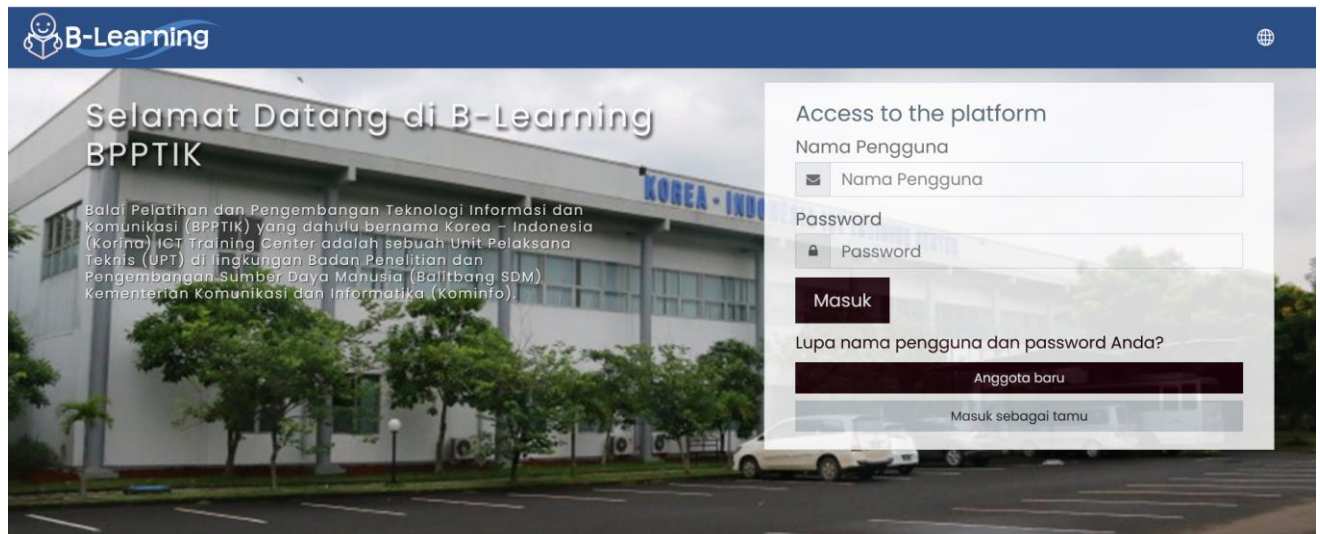 B-Learning
Selamat Datang di B-Learning
BPPTIK
Balai Pelatihan dan Pengembangan Teknologi Informasi dan
Komunikasi (BPPTIK) yang dahulu bernama Korea – Indonesia
(Korina) ICT Training Center adalah sebuah Unit Pelaksana
Teknis (UPT) di lingkungan Badan Penelitian dan
Pengembangan Sumber Daya Manusia (Balitbang SDM)
Kementerian Komunikasi dan Informatika (Kominfo).
KOREA - INDO
Access to the platform
Nama Pengguna
Nama Pengguna
Password
Password
Masuk
Lupa nama pengguna dan password Anda?
Anggota baru
Masuk sebagai tamu